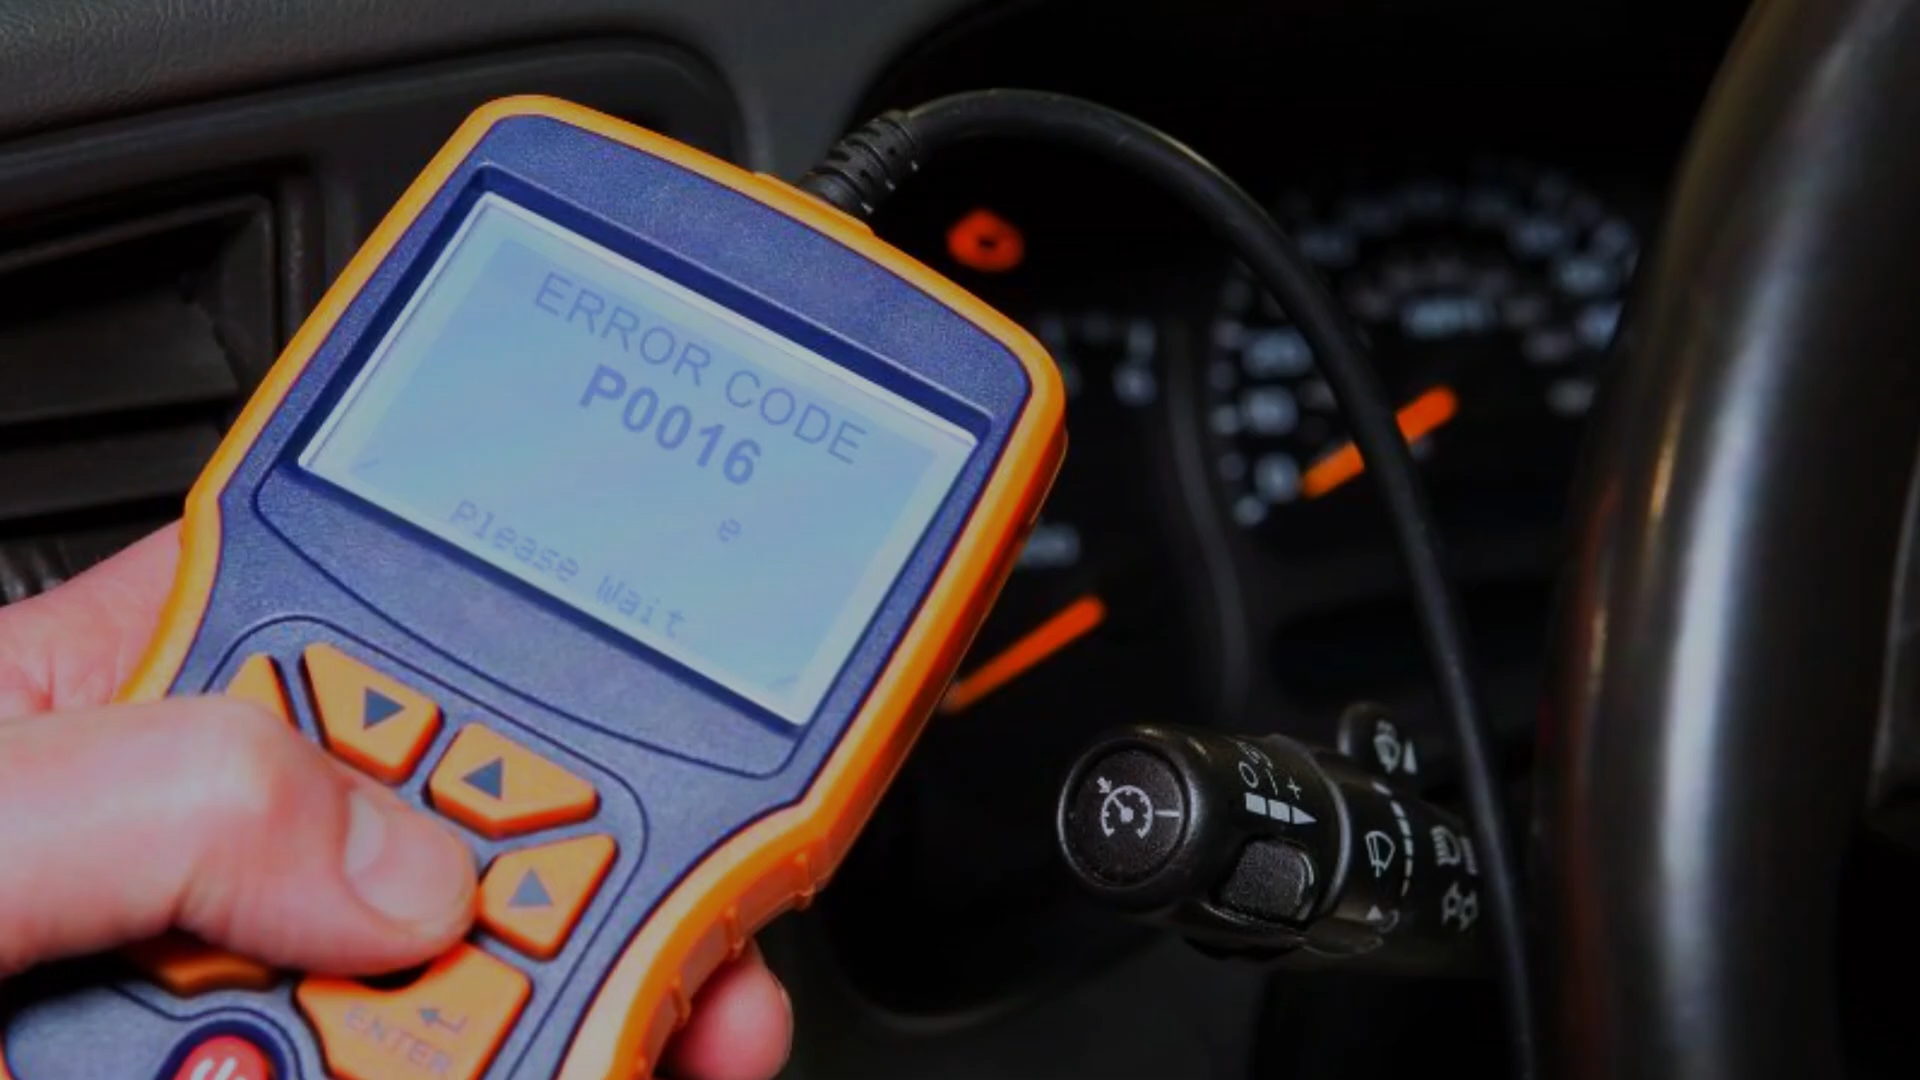 ERROR CODE
P0016
e
Please Wait
ENTER